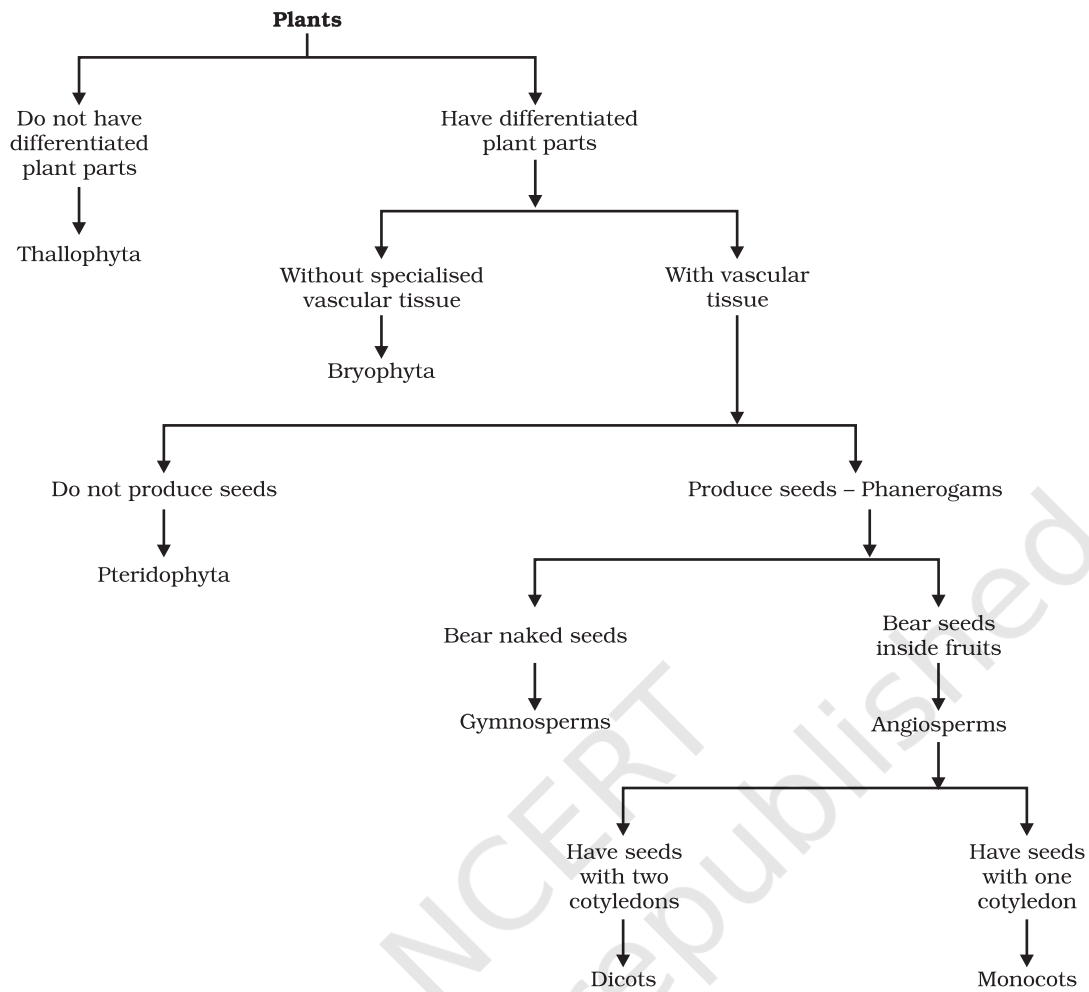 Plants
Do not have
differentiated
plant parts
Have differentiated
plant parts
Thallophyta
Without specialised
vascular tissue
With vascular
tissue
Bryophyta
Do not produce seeds
Produce seeds – Phanerogams
Pteridophyta
Bear naked seeds
Bear seeds
inside fruits
Gymnosperms
Angiosperms
Have seeds
with two
cotyledons
Have seeds
with one
cotyledon
Dicots
Monocots
NCERT
republished